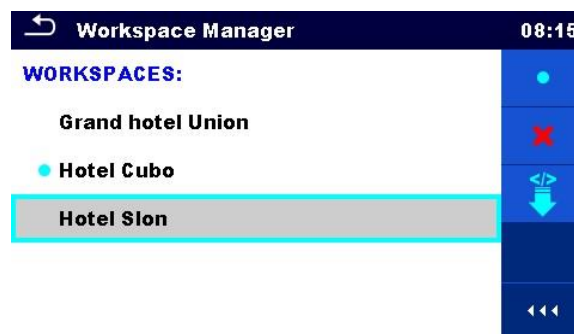 Workspace Manager 08:15
WORKSPACES:
Grand hotel Union
Hotel Cubo
</>
Hotel Slon